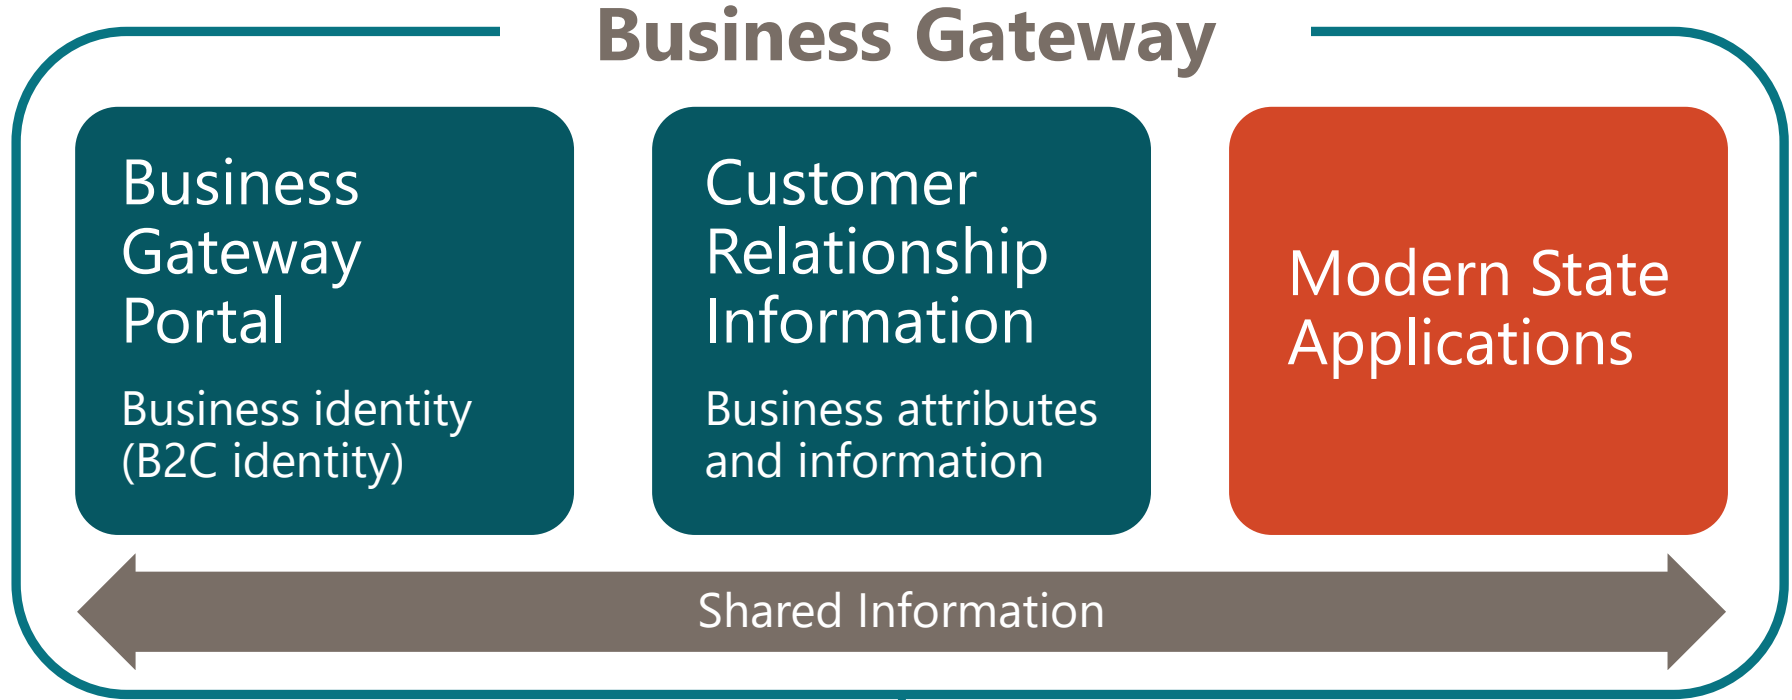 Business Gateway
Business
Gateway
Portal
Business identity
(B2C identity)
Customer
Relationship
Information
Business attributes
and information
Modern State
Applications
Shared Information